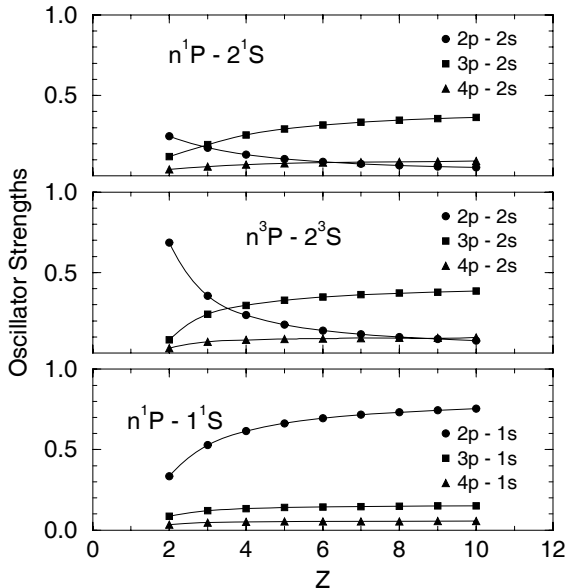 Oscillator Strengths
1.0
n¹P - 2¹S
2p - 2s
3p - 2s
4p - 2s
0.5
1.0
n³P - 2³S
2p - 2s
3p - 2s
4p - 2s
0.5
1.0
n¹P - 1¹S
2p - 1s
3p - 1s
4p - 1s
0.5
0.0
0 2 4 6 8 10 12
Z